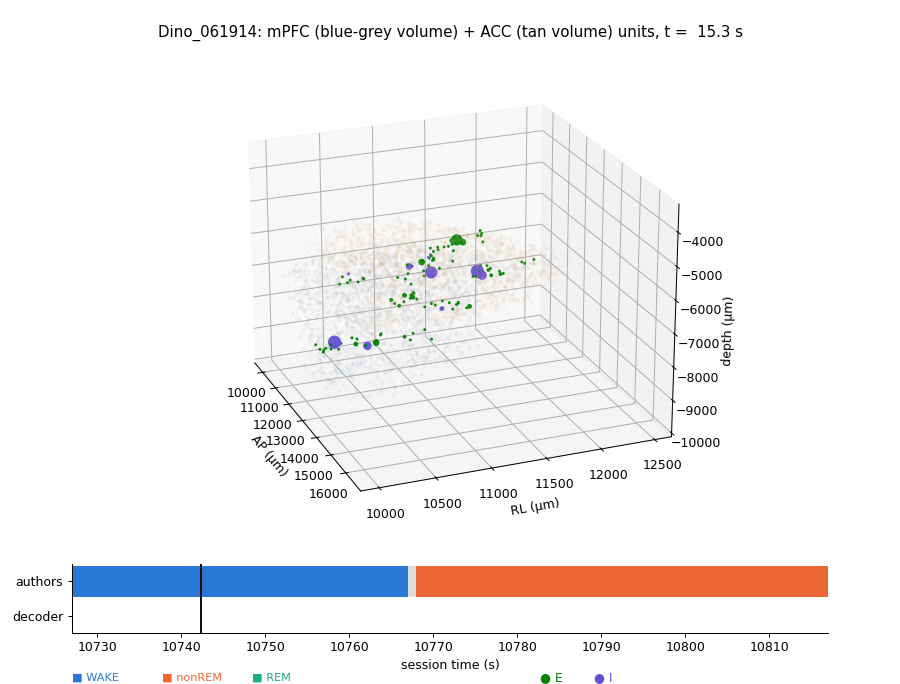 Dino_061914: mPFC (blue-grey volume) + ACC (tan volume) units, t =  15.3 s
−4000
−5000
−6000
−7000
−8000
−9000
−10000
depth (μm)
10000
11000
12000
13000
14000
15000
16000
AP (μm)
10000
10500
11000
11500
12000
12500
RL (μm)
authors
decoder
10730
10740
10750
10760
10770
10780
10790
10800
10810
session time (s)
WAKE
nonREM
REM
E
I